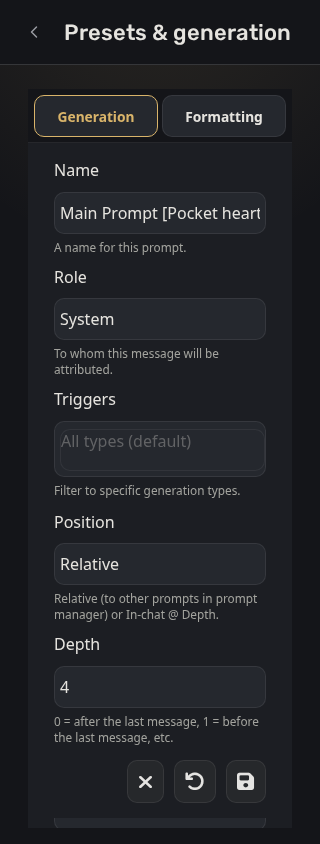 Presets & generation
Generation
Formatting
Name
Main Prompt [Pocket heart
A name for this prompt.
Role
System
To whom this message will be
attributed.
Triggers
All types (default)
Filter to specific generation types.
Position
Relative
Relative (to other prompts in prompt
manager) or In-chat @ Depth.
Depth
4
0 = after the last message, 1 = before
the last message, etc.